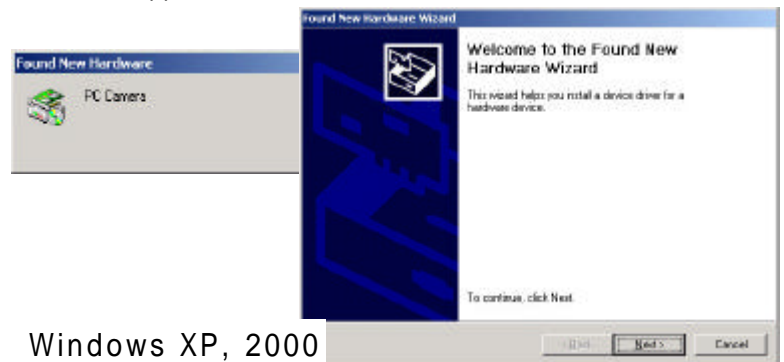 Found New Hardware
PC Camera
Found New Hardware Wizard
Welcome to the Found New
Hardware Wizard
This wizard helps you install a device driver for a
hardware device.
To continue, click Next.
< Back
Next >
Cancel
Windows XP, 2000